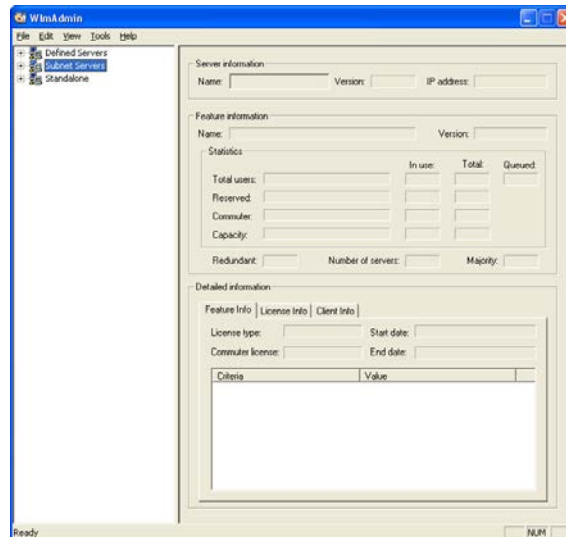 WlmAdmin
File Edit View Tools Help
Defined Servers
Subnet Servers
Standalone
Server information
Name: Version: IP address:
Feature information
Name: Version:
Statistics
In use: Total: Queued:
Total users:
Reserved:
Commuter:
Capacity:
Redundant: Number of servers: Majority:
Detailed information
Feature Info License Info Client Info
License type: Start date:
Commuter license: End date:
Criteria Value
Ready NUM